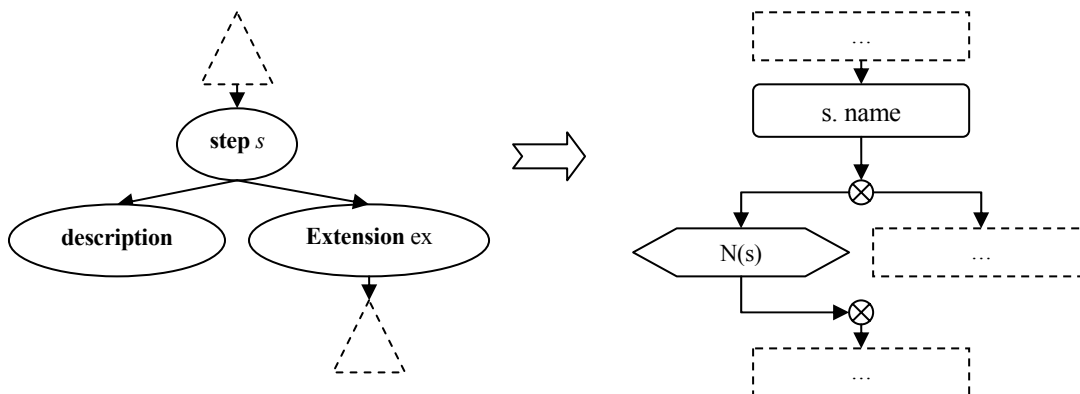 step s
description
Extension ex
...
s. name
N(s)
...
...